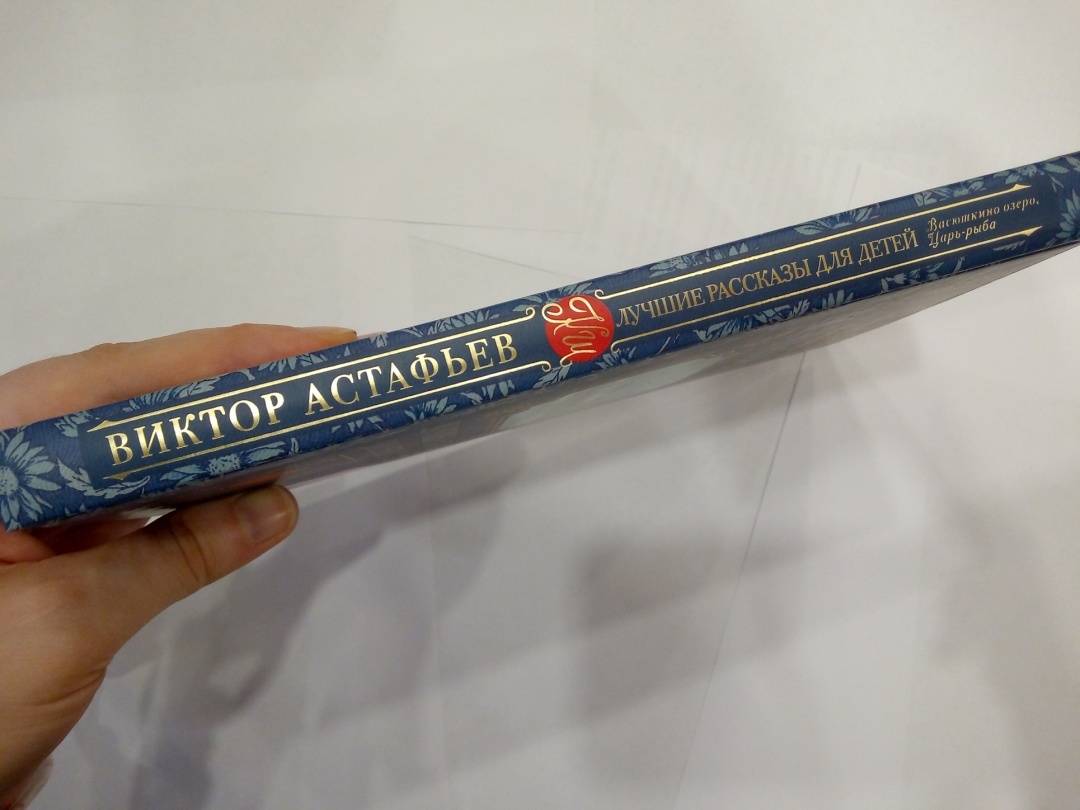 ВИКТОР АСТАФЬЕВ
ЛУЧШИЕ РАССКАЗЫ ДЛЯ ДЕТЕЙ
Васюткино озеро,
Царь-рыба